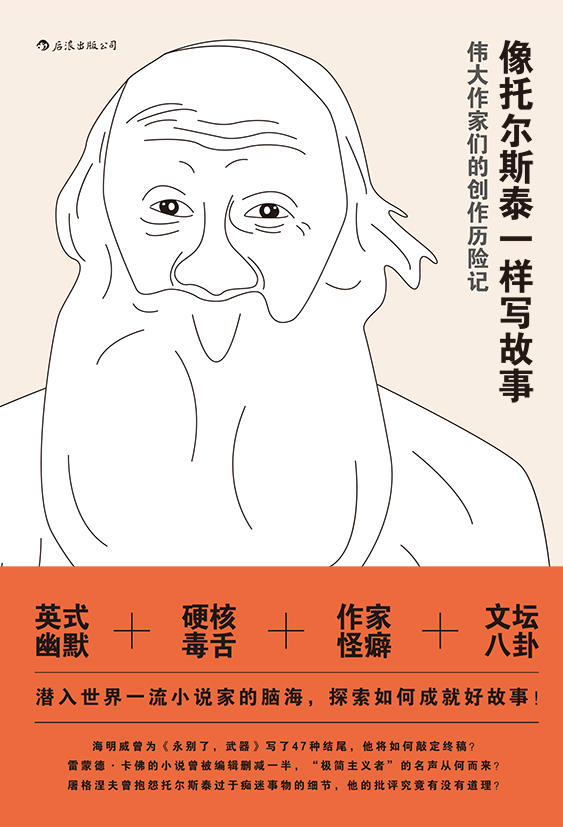 后浪出版公司
像托尔斯泰一样写故事
伟大作家们的创作历险记
英式幽默 + 硬核毒舌 + 作家怪癖 + 文坛八卦
潜入世界一流小说家的脑海，探索如何成就好故事！
海明威曾为《永别了，武器》写了47种结尾，他将如何敲定终稿？
雷蒙德·卡佛的小说曾被编辑删减一半，“极简主义者”的名声从何而来？
屠格涅夫曾抱怨托尔斯泰过于痴迷事物的细节，他的批评究竟有没有道理？